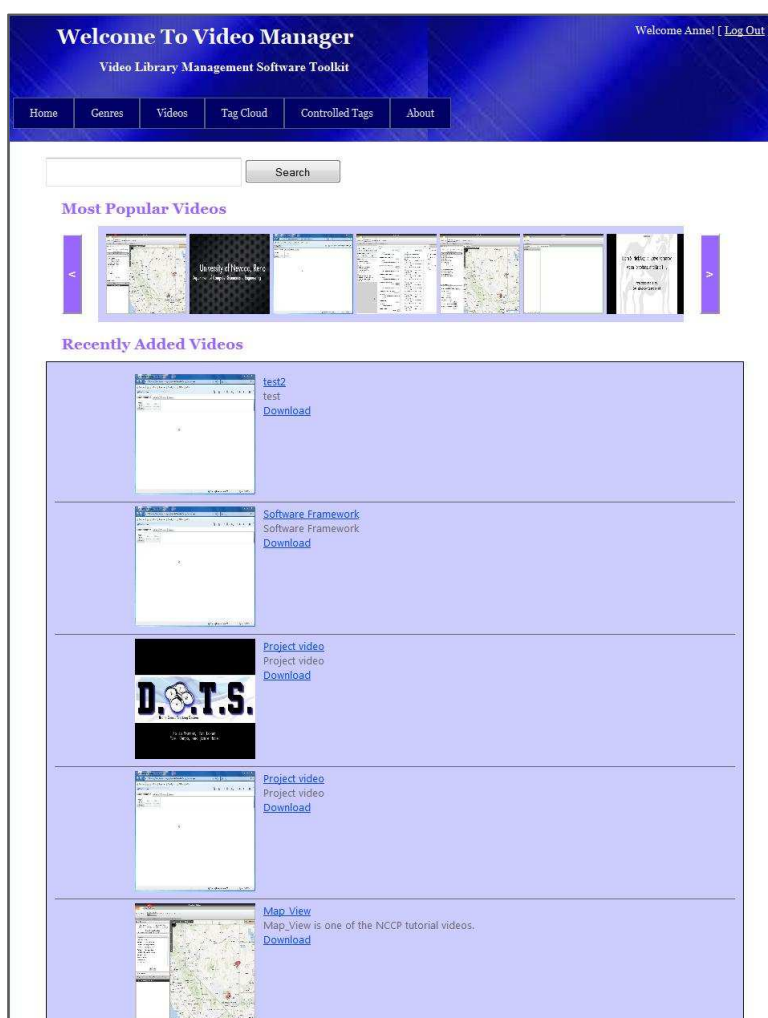 Welcome To Video Manager
Welcome Anne! [ Log Out
Video Library Management Software Toolkit
Home Genres Videos Tag Cloud Controlled Tags About
Search
Most Popular Videos
<
University of Nevada, Reno
>
Recently Added Videos
test2
test
Download
Software Framework
Software Framework
Download
Project video
Project video
Download
D.O.T.S.
Project video
Project video
Download
Map_View
Map_View is one of the NCCP tutorial videos.
Download